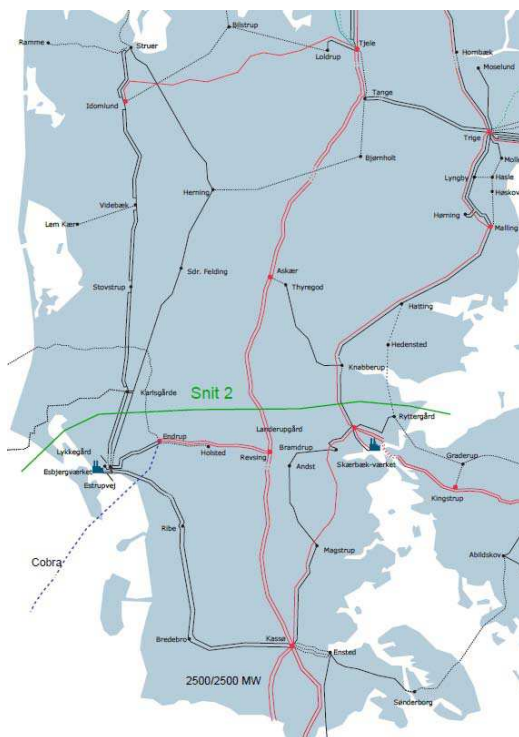 Bilstrup
Ramme
Struer
Tjele
Loldrup
Hornbæk
Moselund
Idomlund
Tange
Trige
Bjørnholt
Lyngby
Hasle
Herning
Høskov
Videbæk
Hørning
Lem Kær
Malling
Sdr. Felding
Askær
Thyregod
Stovstrup
Hatting
Hedensted
Knabberup
Snit 2
Karlsgårde
Ryttergård
Landerupgård
Endrup
Bramdrup
Holsted
Revsing
Lykkegård
Graderup
Andst
Skærbæk-værket
Esbjergværket
Estrupvej
Kingstrup
Ribe
Magstrup
Abildskov
Cobra
Bredebro
Kassø
Ensted
2500/2500 MW
Sønderborg